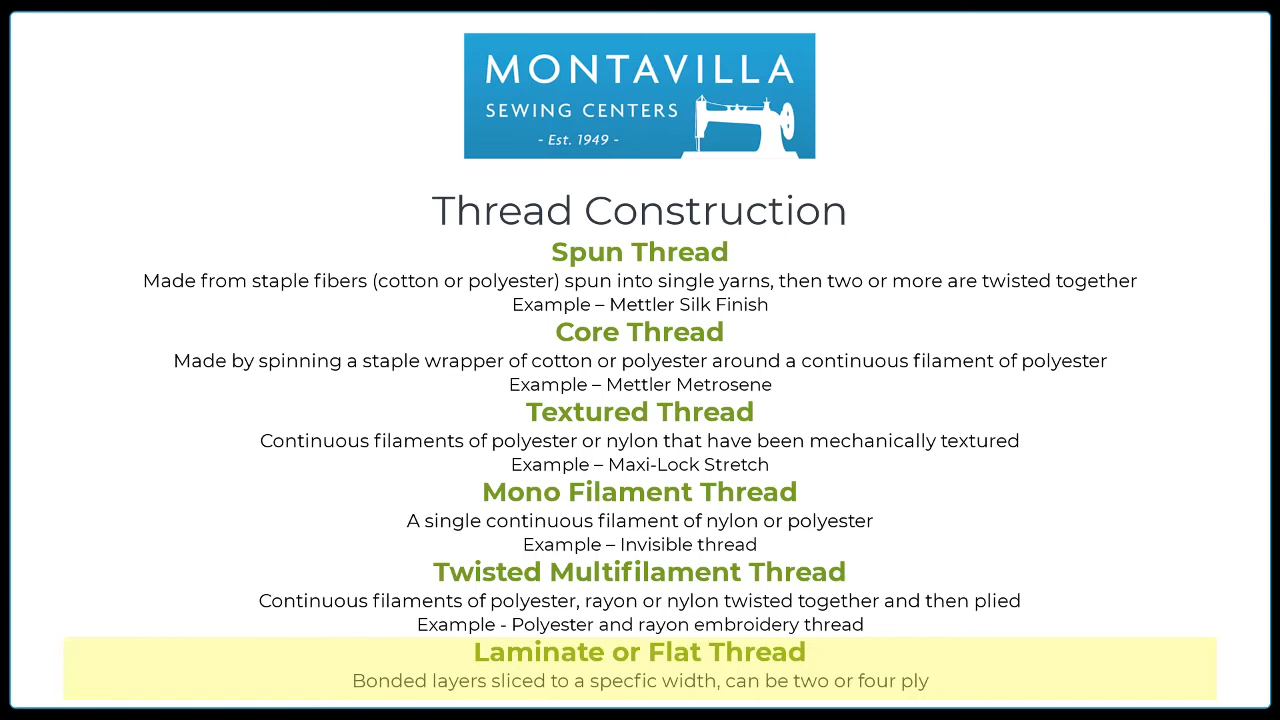 MONTAVILLA
SEWING CENTERS
- Est. 1949 -
Thread Construction
Spun Thread
Made from staple fibers (cotton or polyester) spun into single yarns, then two or more are twisted together
Example – Mettler Silk Finish
Core Thread
Made by spinning a staple wrapper of cotton or polyester around a continuous filament of polyester
Example – Mettler Metrosene
Textured Thread
Continuous filaments of polyester or nylon that have been mechanically textured
Example – Maxi-Lock Stretch
Mono Filament Thread
A single continuous filament of nylon or polyester
Example – Invisible thread
Twisted Multifilament Thread
Continuous filaments of polyester, rayon or nylon twisted together and then plied
Example - Polyester and rayon embroidery thread
Laminate or Flat Thread
Bonded layers sliced to a specfic width, can be two or four ply